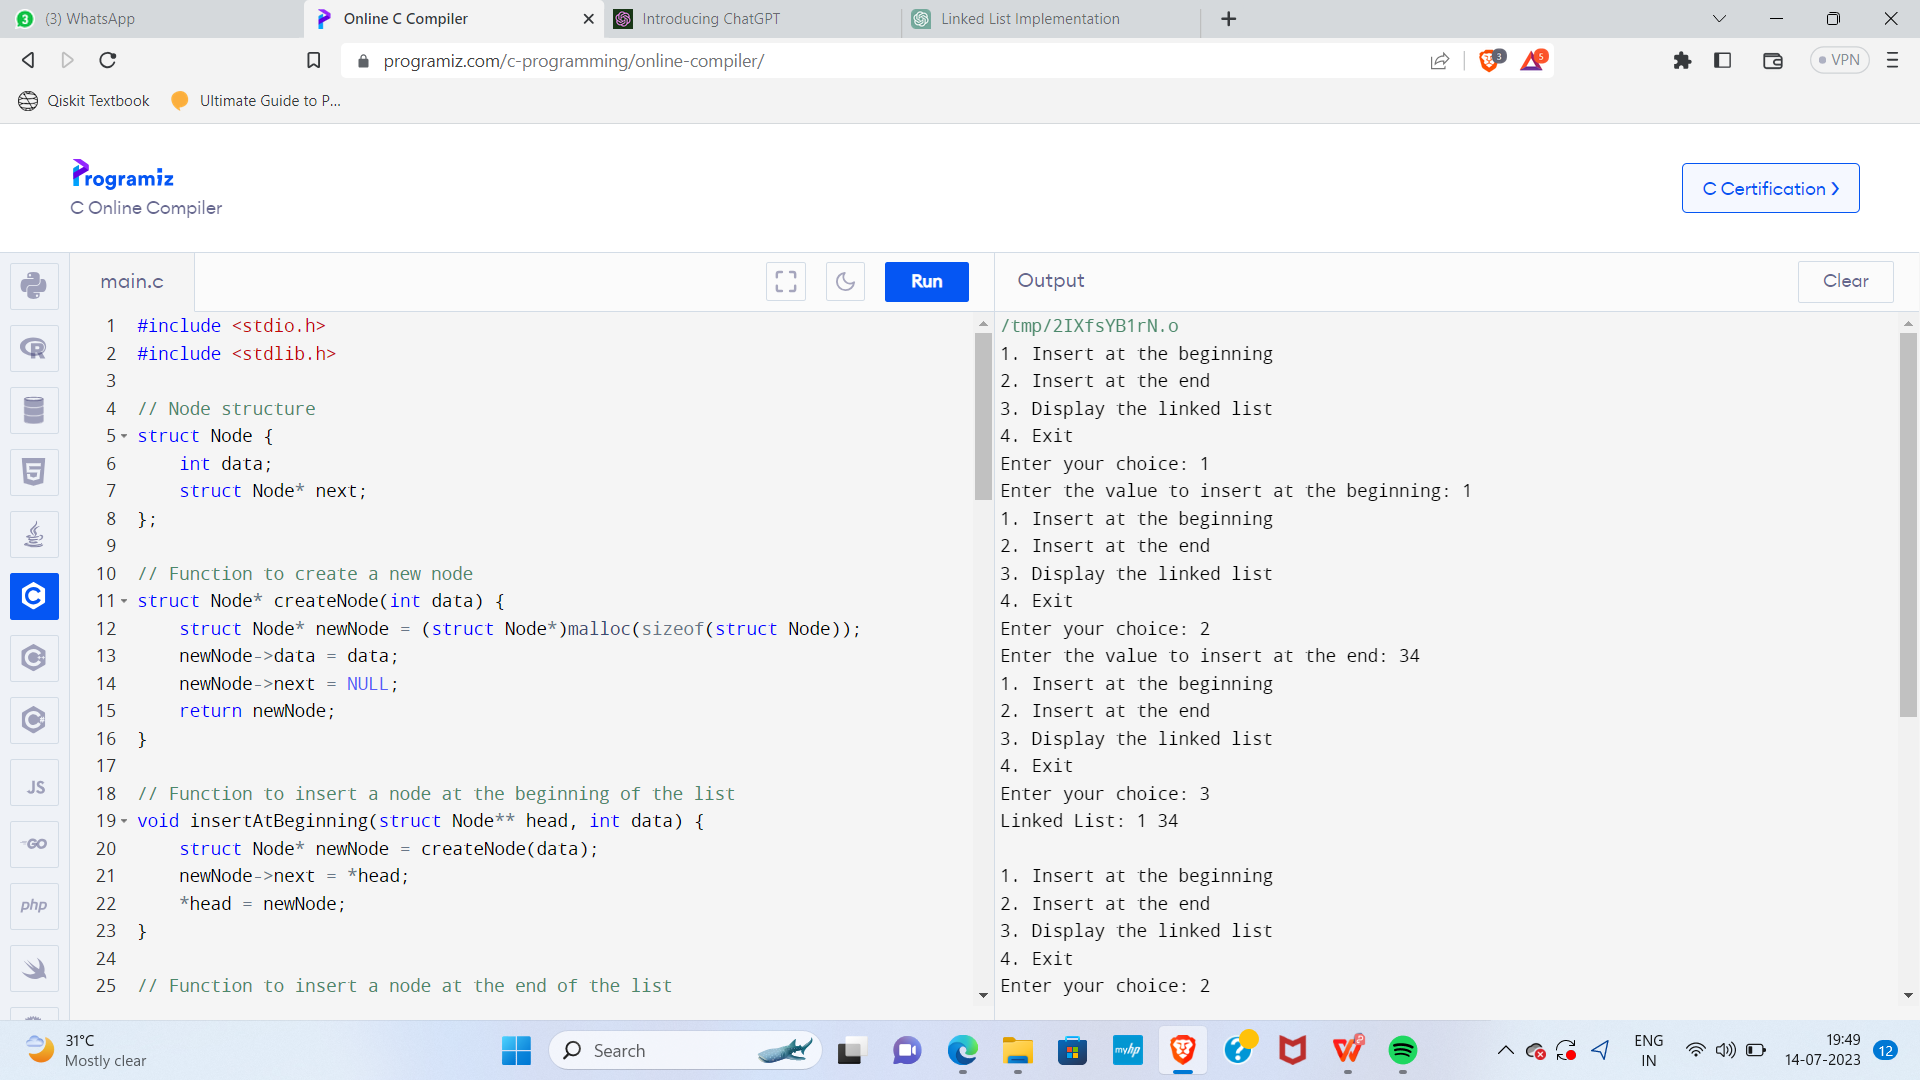 3 (3) WhatsApp
Online C Compiler
Introducing ChatGPT
Linked List Implementation
programiz.com/c-programming/online-compiler/
3
5
VPN
Qiskit Textbook
Ultimate Guide to P...
Programiz
C Online Compiler
C Certification
main.c
Run
Output
Clear
1 #include <stdio.h>
2 #include <stdlib.h>
3
4 // Node structure
5 struct Node {
6 int data;
7 struct Node* next;
8 };
9
10 // Function to create a new node
11 struct Node* createNode(int data) {
12 struct Node* newNode = (struct Node*)malloc(sizeof(struct Node));
13 newNode->data = data;
14 newNode->next = NULL;
15 return newNode;
16 }
17
18 // Function to insert a node at the beginning of the list
19 void insertAtBeginning(struct Node** head, int data) {
20 struct Node* newNode = createNode(data);
21 newNode->next = *head;
22 *head = newNode;
23 }
24
25 // Function to insert a node at the end of the list
/tmp/2IXfsYB1rN.o
1. Insert at the beginning
2. Insert at the end
3. Display the linked list
4. Exit
Enter your choice: 1
Enter the value to insert at the beginning: 1
1. Insert at the beginning
2. Insert at the end
3. Display the linked list
4. Exit
Enter your choice: 2
Enter the value to insert at the end: 34
1. Insert at the beginning
2. Insert at the end
3. Display the linked list
4. Exit
Enter your choice: 3
Linked List: 1 34
1. Insert at the beginning
2. Insert at the end
3. Display the linked list
4. Exit
Enter your choice: 2
R
5
C
JS
GO
php
31°C
Mostly clear
Search
myhp
ENG
IN
19:49
14-07-2023
12